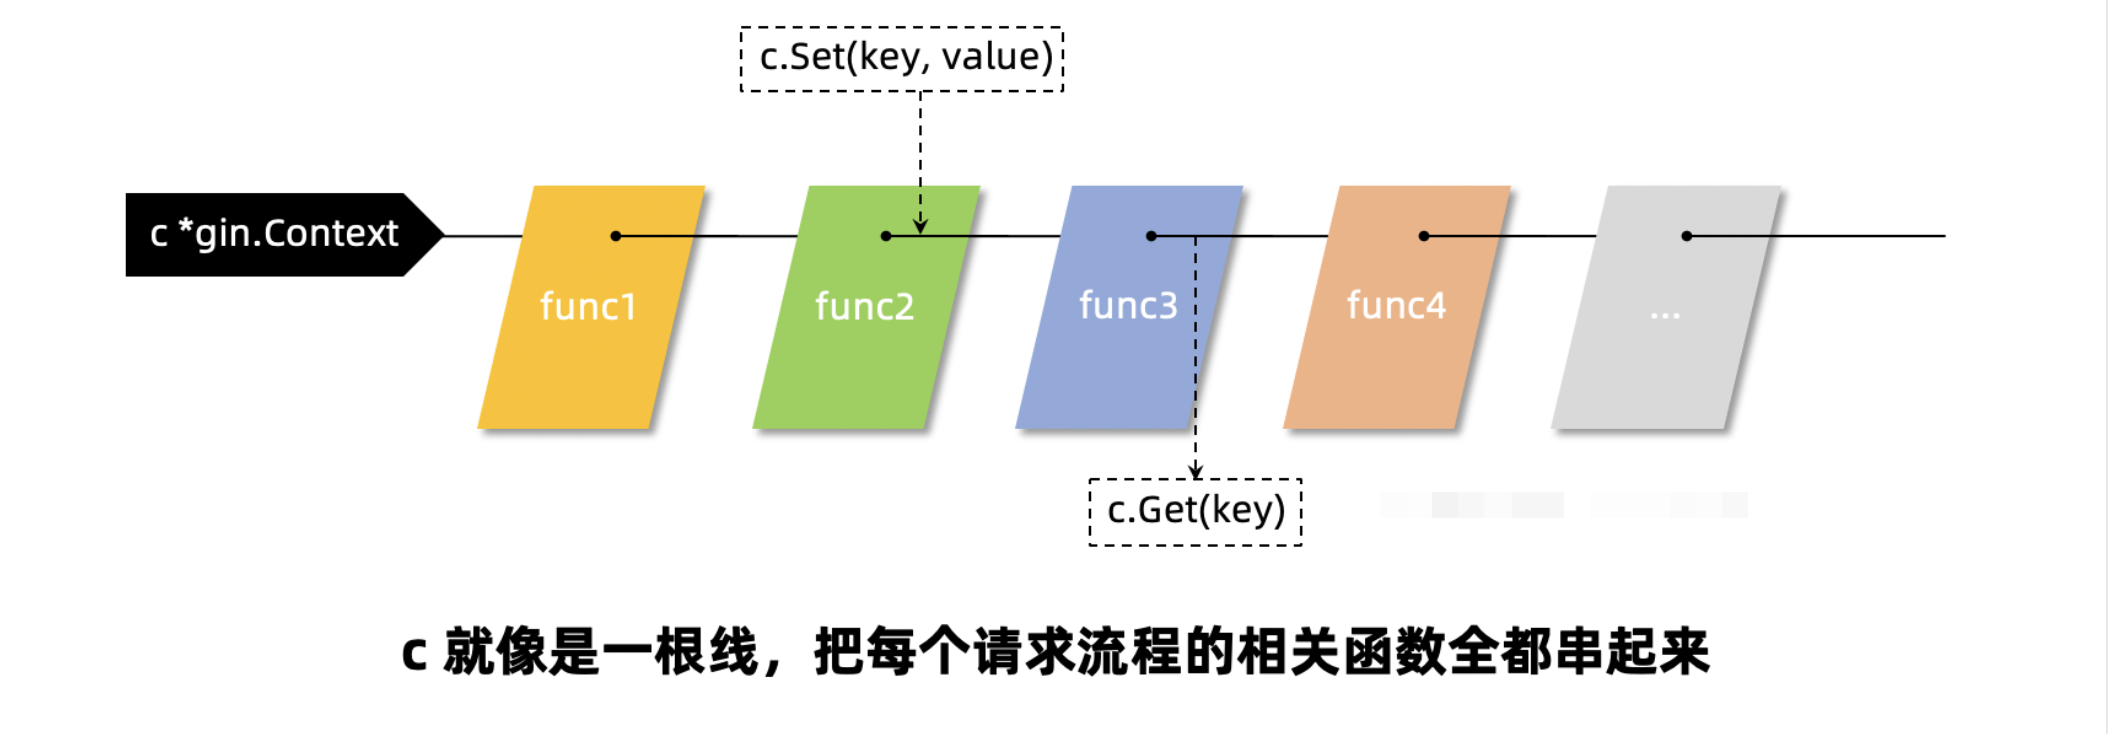 c.Set(key, value)
c *gin.Context
func1
func2
func3
func4
...
c.Get(key)
c 就像是一根线，把每个请求流程的相关函数全都串起来